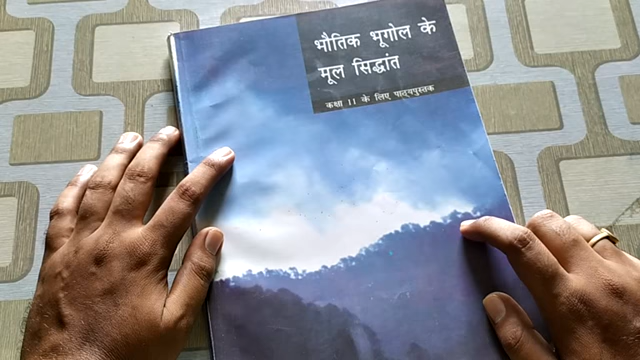 भौतिक भूगोल के
मूल सिद्धांत
कक्षा 11 के लिए पाठ्यपुस्तक